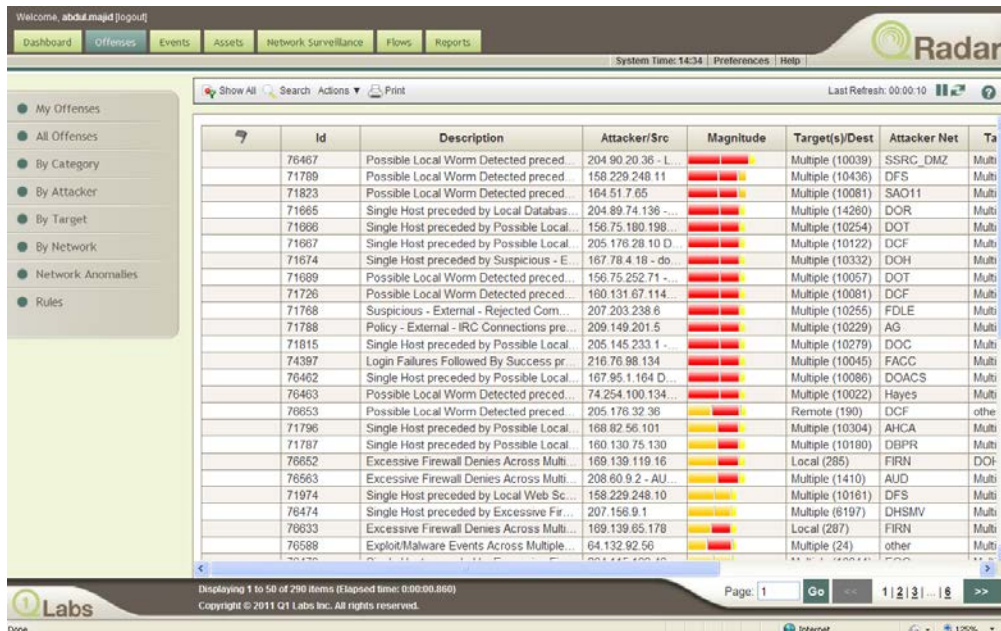 Welcome, abdul.majid [logout]
Dashboard Offenses Events Assets Network Surveillance Flows Reports
QRadar
System Time: 14:34 Preferences Help
My Offenses
All Offenses
By Category
By Attacker
By Target
By Network
Network Anomalies
Rules
Show All Search Actions ▼ Print Last Refresh: 00:00:10
Id Description Attacker/Src Magnitude Target(s)/Dest Attacker Net Ta
76467 Possible Local Worm Detected preced... 204.90.20.36 - L... Multiple (10039) SSRC_DMZ Multi
71789 Possible Local Worm Detected preced... 158.229.248.11 Multiple (10436) DFS Multi
71823 Possible Local Worm Detected preced... 164.51.7.65 Multiple (10081) SAO11 Multi
71665 Single Host preceded by Local Databas... 204.89.74.136 -... Multiple (14260) DOR Multi
71666 Single Host preceded by Possible Local... 156.75.180.198... Multiple (10254) DOT Multi
71667 Single Host preceded by Possible Local... 205.176.28.10 D... Multiple (10122) DCF Multi
71674 Single Host preceded by Suspicious - E... 167.78.4.18 - do... Multiple (10332) DOH Multi
71689 Possible Local Worm Detected preced... 156.75.252.71 -... Multiple (10057) DOT Multi
71726 Possible Local Worm Detected preced... 160.131.67.114... Multiple (10081) DCF Multi
71768 Suspicious - External - Rejected Com... 207.203.238.6 Multiple (10255) FDLE Multi
71788 Policy - External - IRC Connections pre... 209.149.201.5 Multiple (10229) AG Multi
71815 Single Host preceded by Possible Local... 205.145.233.1 -... Multiple (10279) DOC Multi
74397 Login Failures Followed By Success pr... 216.76.98.134 Multiple (10045) FACC Multi
76462 Single Host preceded by Possible Local... 167.95.1.164 D... Multiple (10086) DOACS Multi
76463 Possible Local Worm Detected preced... 74.254.100.134... Multiple (10022) Hayes Multi
76653 Possible Local Worm Detected preced... 205.176.32.36 Remote (190) DCF othe
71796 Single Host preceded by Possible Local... 168.82.56.101 Multiple (10304) AHCA Multi
71787 Single Host preceded by Possible Local... 160.130.75.130 Multiple (10180) DBPR Multi
76652 Excessive Firewall Denies Across Multi... 169.139.119.16 Local (285) FIRN DOH
76563 Excessive Firewall Denies Across Multi... 208.60.9.2 - AU... Multiple (1410) AUD Multi
71974 Single Host preceded by Local Web Sc... 158.229.248.10 Multiple (10161) DFS Multi
76474 Single Host preceded by Excessive Fir... 207.156.9.1 Multiple (6197) DHSMV Multi
76633 Excessive Firewall Denies Across Multi... 169.139.65.178 Local (287) FIRN Multi
76588 Exploit/Malware Events Across Multiple... 64.132.92.56 Multiple (24) other Multi
Displaying 1 to 50 of 290 items (Elapsed time: 0:00:00.860) Page: 1 Go << 1 | 2 | 3 | ... | 6 >>
Q1 Labs Copyright © 2011 Q1 Labs Inc. All rights reserved.
Done Internet 125%